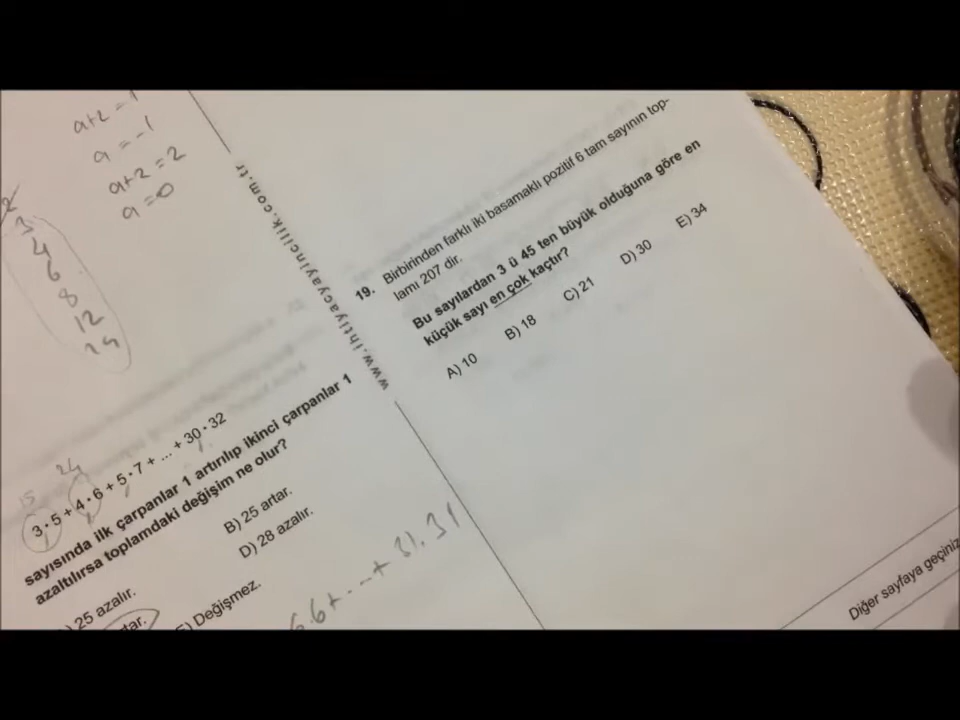 a+2=1
a=-1
a+2=2
a=0
2
3
4
6
8
12
24
www.ihtiyacyayincilik.com.tr
15 24
3·5 + 4·6 + 5·7 + ... + 30·32
sayısında ilk çarpanlar 1 artırılıp ikinci çarpanlar 1
azaltılırsa toplamdaki değişim ne olur?
25 azalır.
B) 25 artar.
artar.
D) 28 azalır.
E) Değişmez.
6.6+...+ 31.31
19. Birbirinden farklı iki basamaklı pozitif 6 tam sayının top-
lamı 207 dir.
Bu sayılardan 3 ü 45 ten büyük olduğuna göre en
küçük sayı en çok kaçtır?
A) 10 B) 18 C) 21 D) 30 E) 34
Diğer sayfaya geçiniz